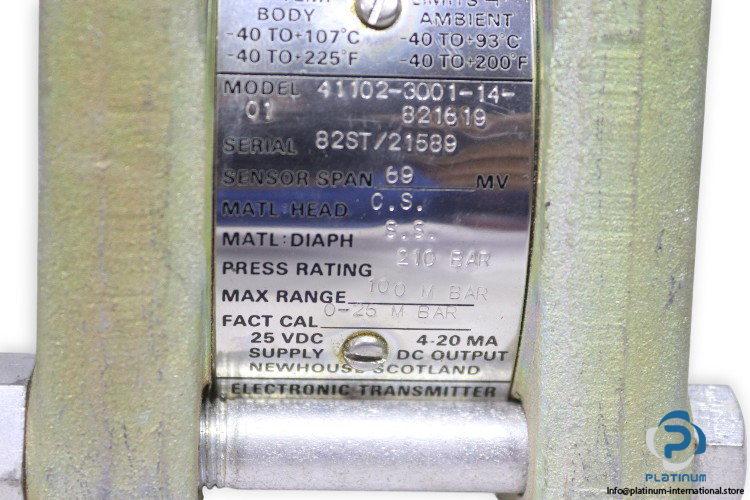 BODY AMBIENT
-40 TO+107°C -40 TO+93°C
-40 TO+225°F -40 TO+200°F
MODEL 41102-3001-14-
01 821619
SERIAL 82ST/21589
SENSOR SPAN 69 MV
MATL:HEAD C.S.
MATL:DIAPH S.S.
PRESS RATING 210 BAR
MAX RANGE 100 M BAR
FACT CAL 0-25 M BAR
25 VDC 4-20 MA
SUPPLY DC OUTPUT
NEWHOUSE SCOTLAND
ELECTRONIC TRANSMITTER
PLATINUM
info@platinum-international.store